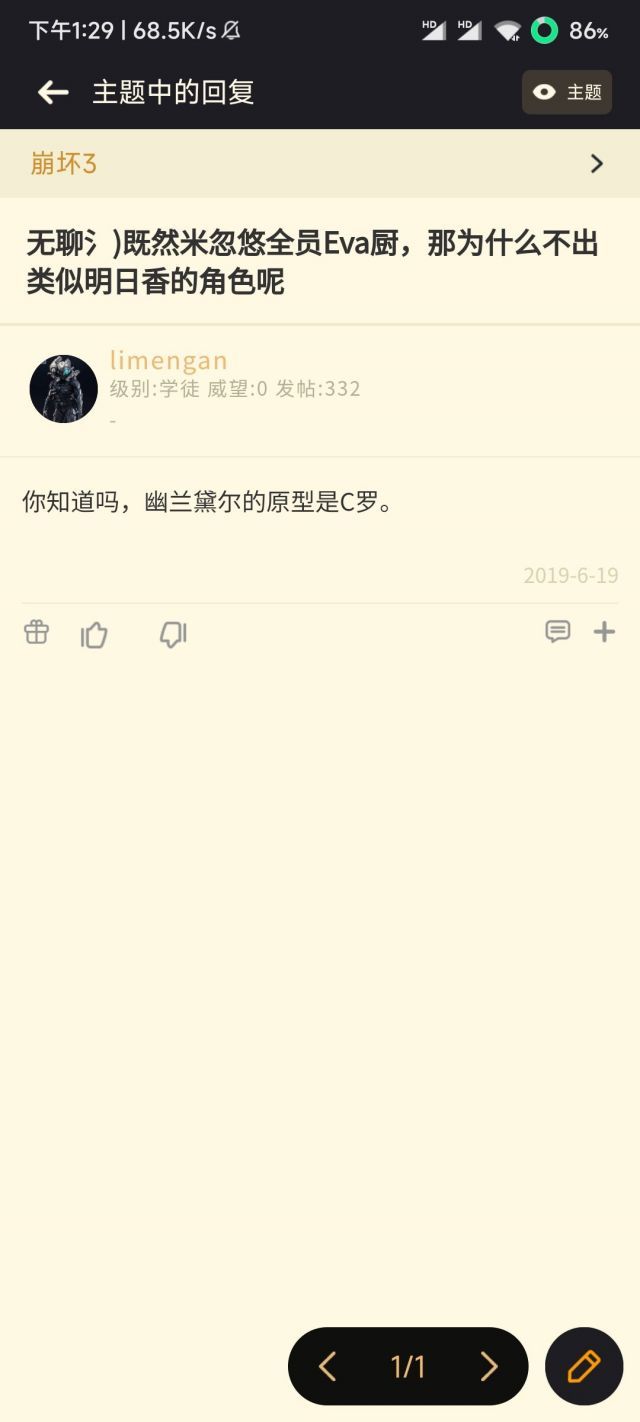 下午1:29 | 68.5K/s
HD HD 86%
主题中的回复
主题
崩坏3
无聊氵)既然米忽悠全员Eva厨，那为什么不出
类似明日香的角色呢
limengan
级别:学徒 威望:0 发帖:332
-
你知道吗，幽兰黛尔的原型是C罗。
2019-6-19
1/1